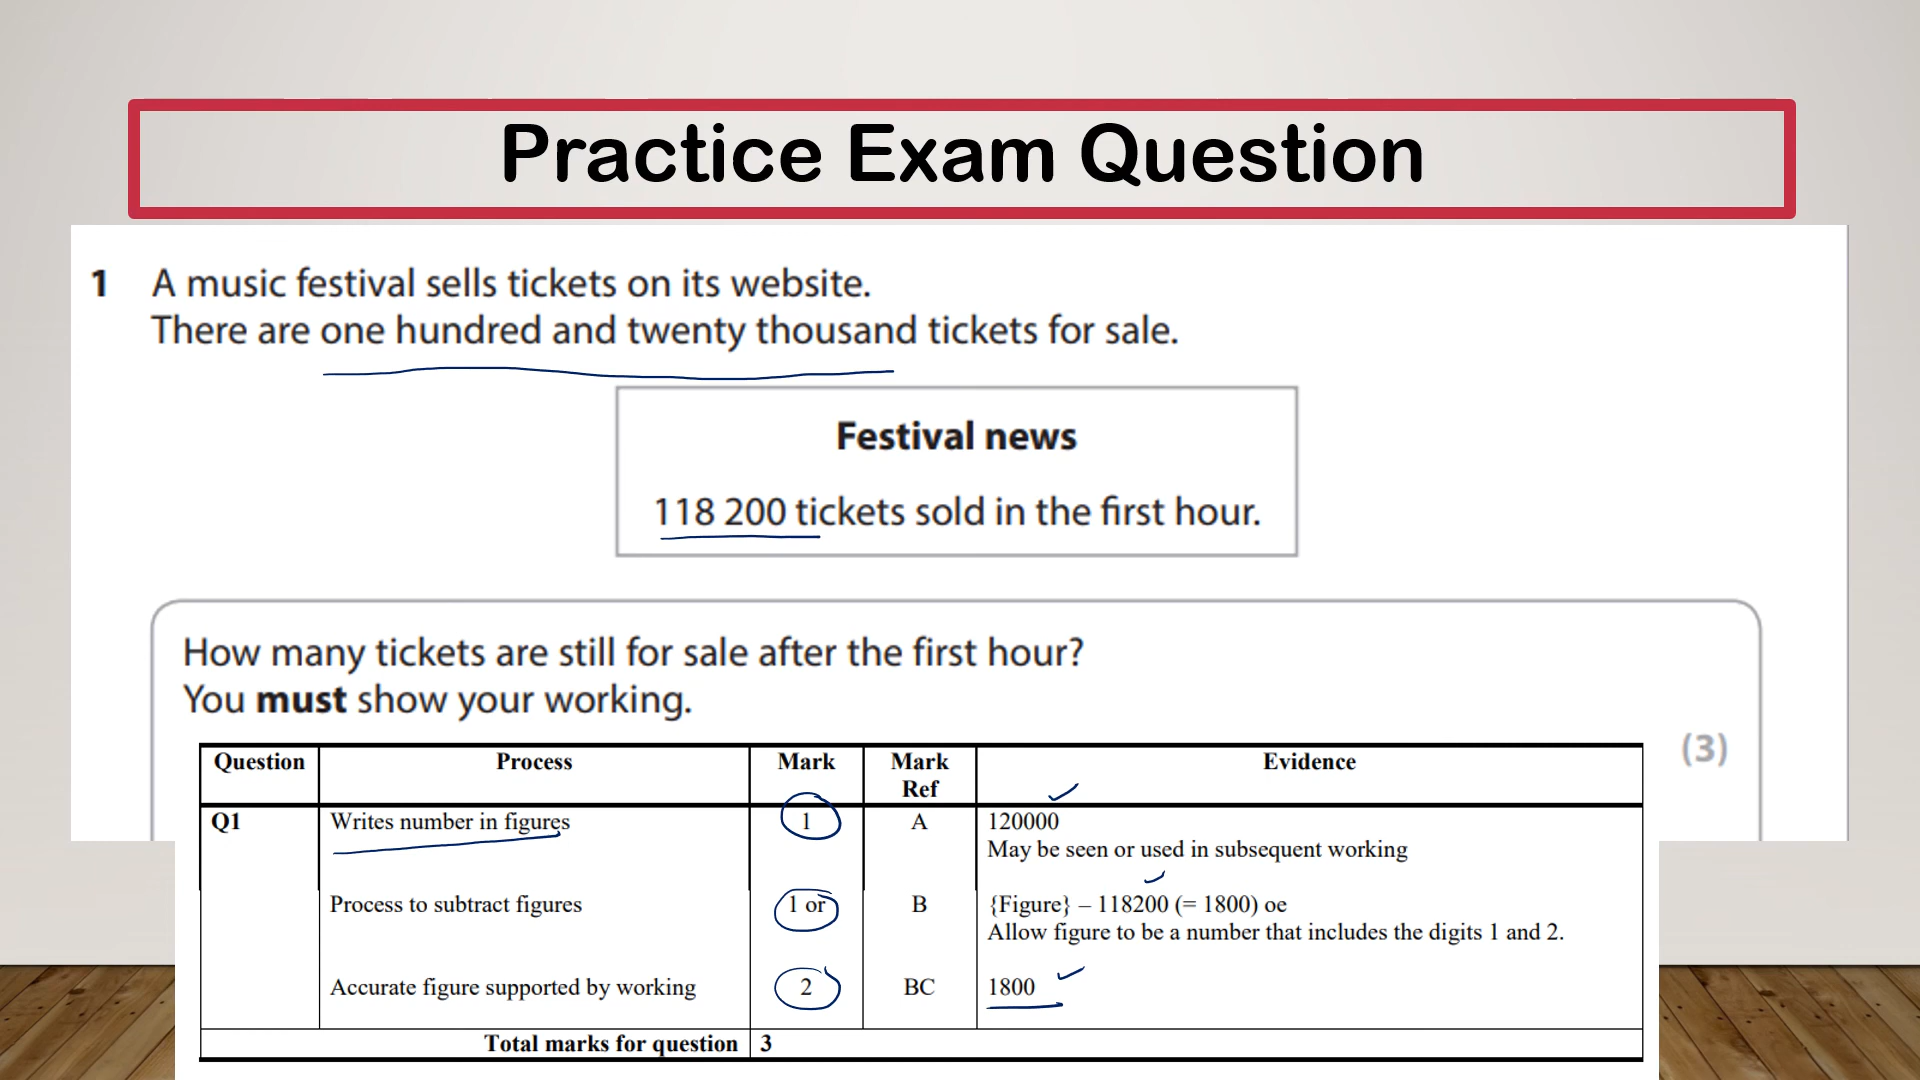 Practice Exam Question
1 A music festival sells tickets on its website.
There are one hundred and twenty thousand tickets for sale.
Festival news
118 200 tickets sold in the first hour.
How many tickets are still for sale after the first hour?
You must show your working.
(3)
Question Process Mark Mark Ref Evidence
Q1 Writes number in figures 1 A 120000
May be seen or used in subsequent working
Process to subtract figures 1 or B {Figure} – 118200 (= 1800) oe
Allow figure to be a number that includes the digits 1 and 2.
Accurate figure supported by working 2 BC 1800
Total marks for question 3